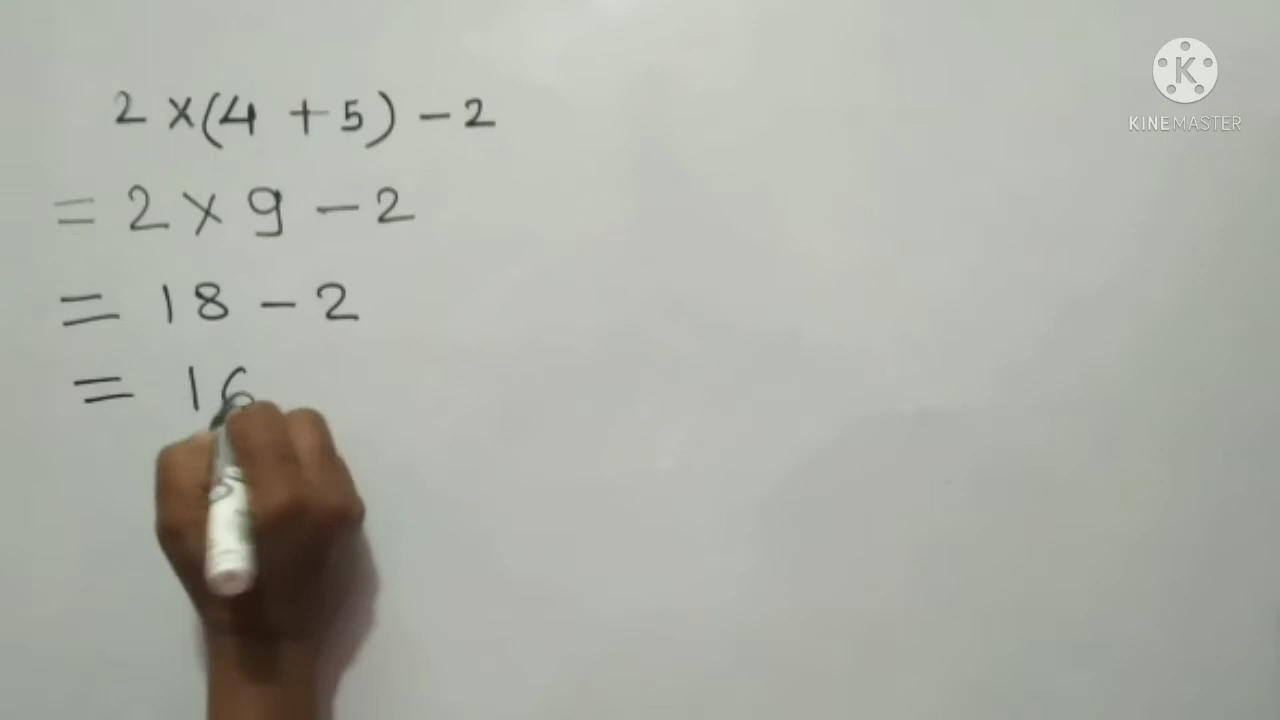 2 × (4 + 5) - 2
= 2 × 9 - 2
= 18 - 2
= 16
K
KINEMASTER